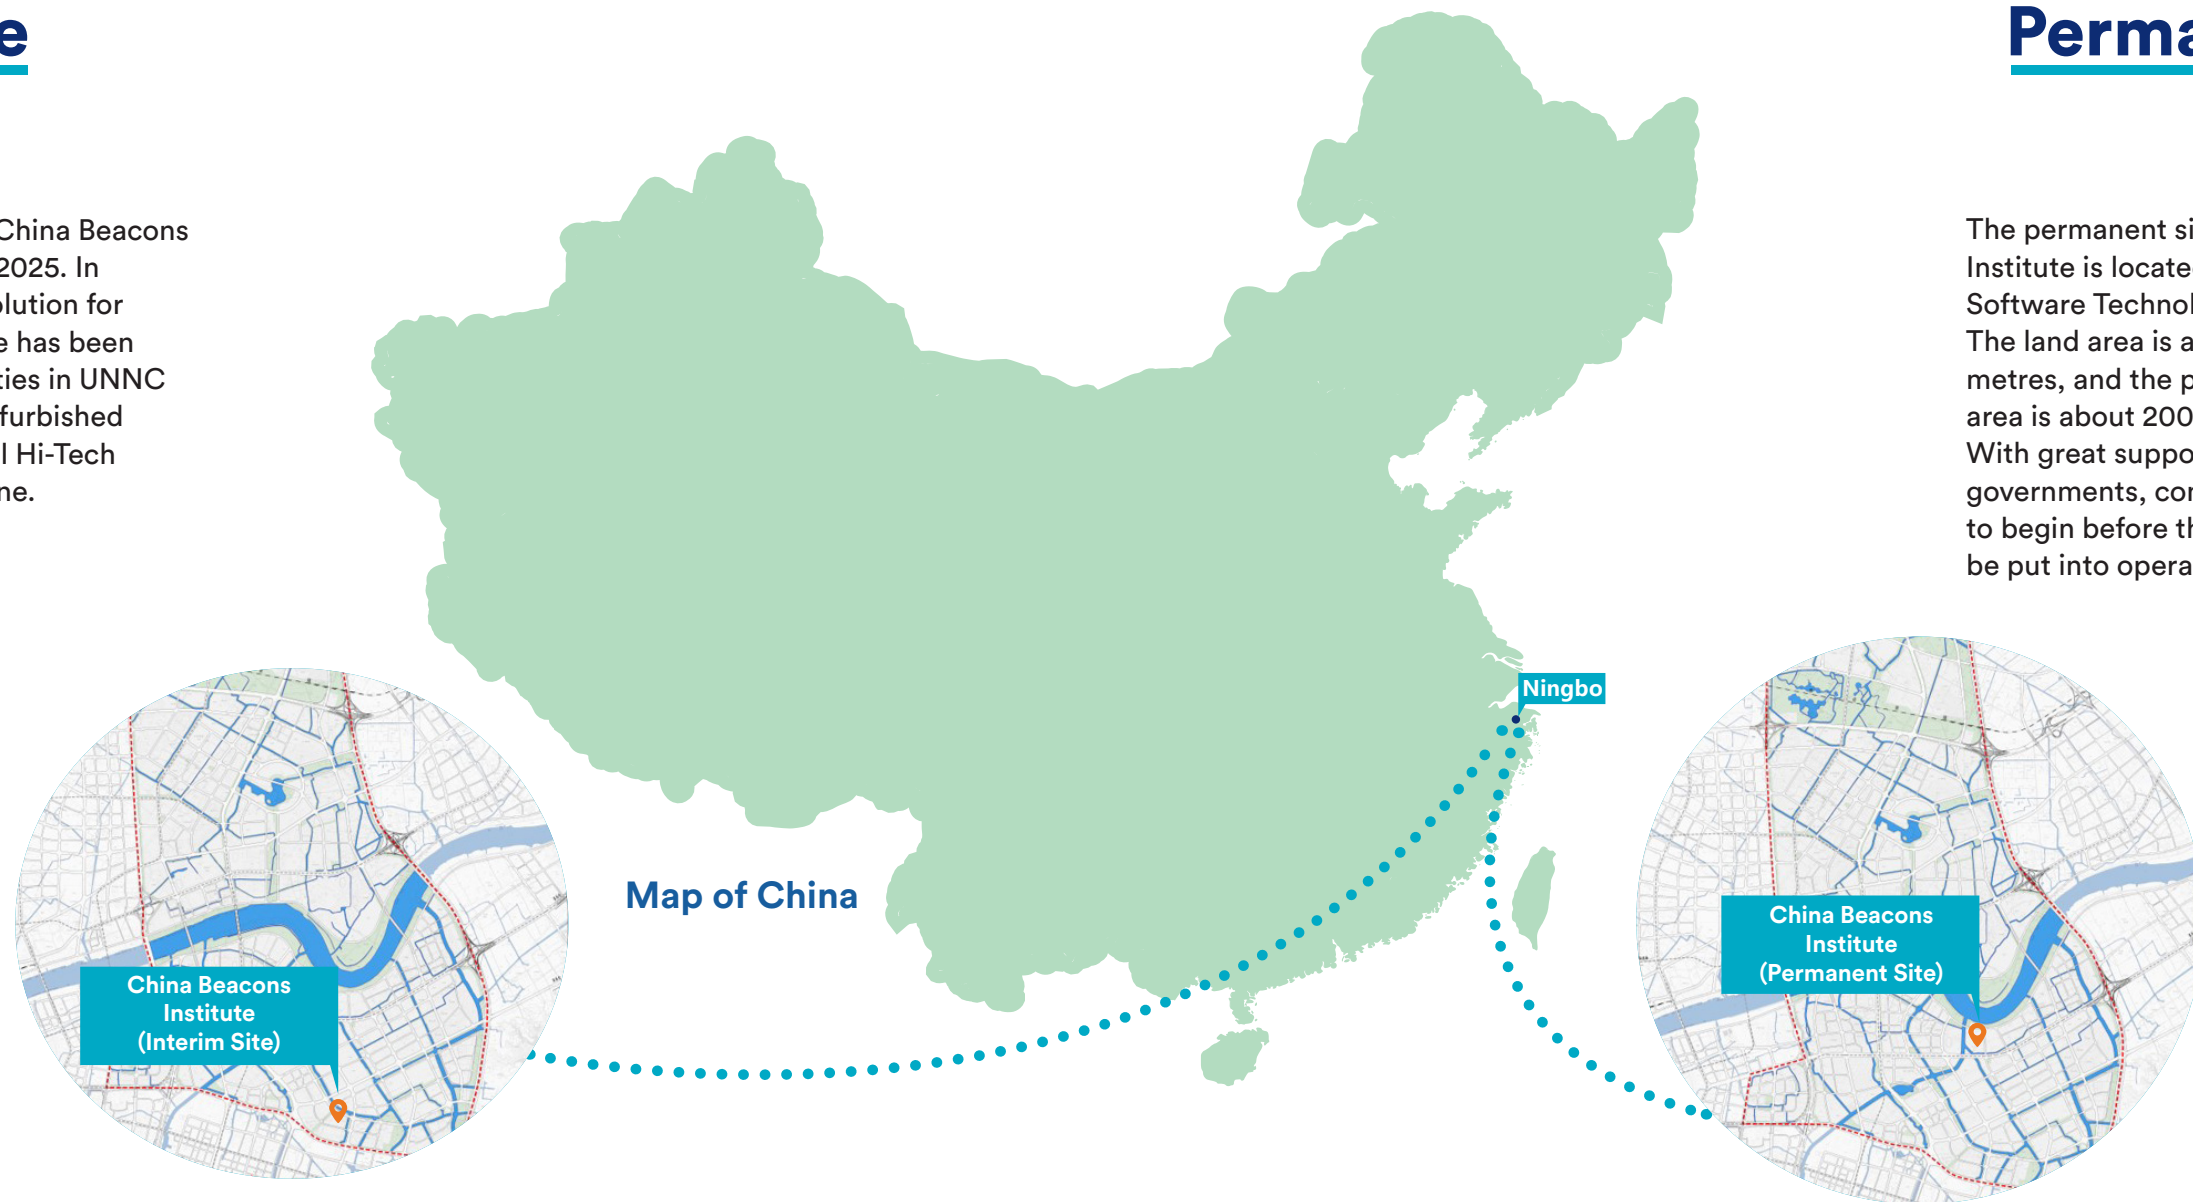 e
China Beacons
2025. In
olution for
e has been
ties in UNNC
furbished
l Hi-Tech
ne.
Perma
The permanent si
Institute is locate
Software Technol
The land area is a
metres, and the p
area is about 200
With great suppo
governments, con
to begin before th
be put into opera
Ningbo
Map of China
China Beacons
Institute
(Interim Site)
China Beacons
Institute
(Permanent Site)